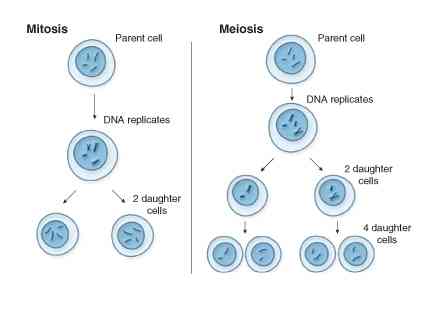 Mitosis
Parent cell
DNA replicates
2 daughter
cells
Meiosis
Parent cell
DNA replicates
2 daughter
cells
4 daughter
cells